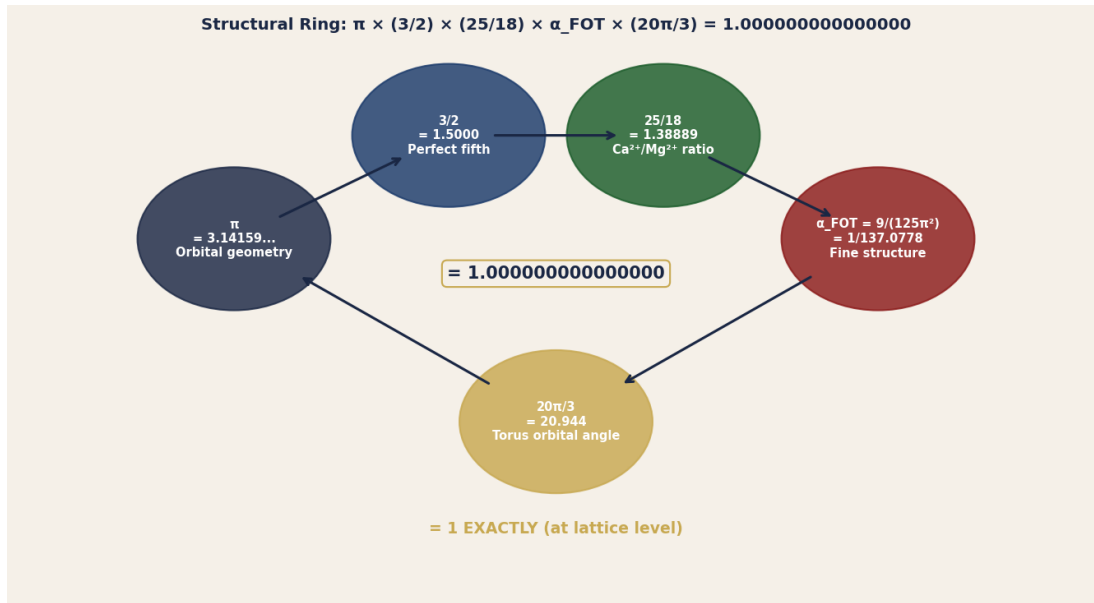 Structural Ring: π × (3/2) × (25/18) × α_FOT × (20π/3) = 1.000000000000000
3/2
= 1.5000
Perfect fifth
25/18
= 1.38889
Ca²⁺/Mg²⁺ ratio
π
= 3.14159...
Orbital geometry
α_FOT = 9/(125π²)
= 1/137.0778
Fine structure
= 1.000000000000000
20π/3
= 20.944
Torus orbital angle
= 1 EXACTLY (at lattice level)